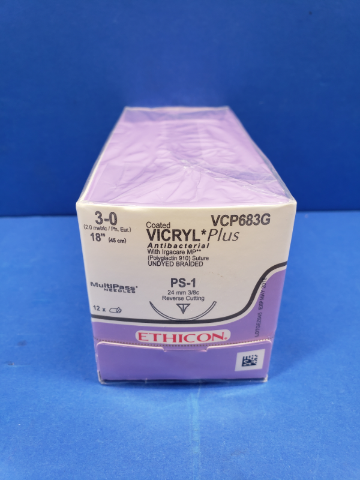 3-0
(2.0 metric / Ph. Eur.)
18" (45 cm)
VCP683G
Coated
VICRYL* Plus
Antibacterial
With Irgacare MP**
(Polyglactin 910) Suture
UNDYED BRAIDED
MultiPass*
NEEDLES
12 x
PS-1
24 mm 3/8c
Reverse Cutting
ETHICON